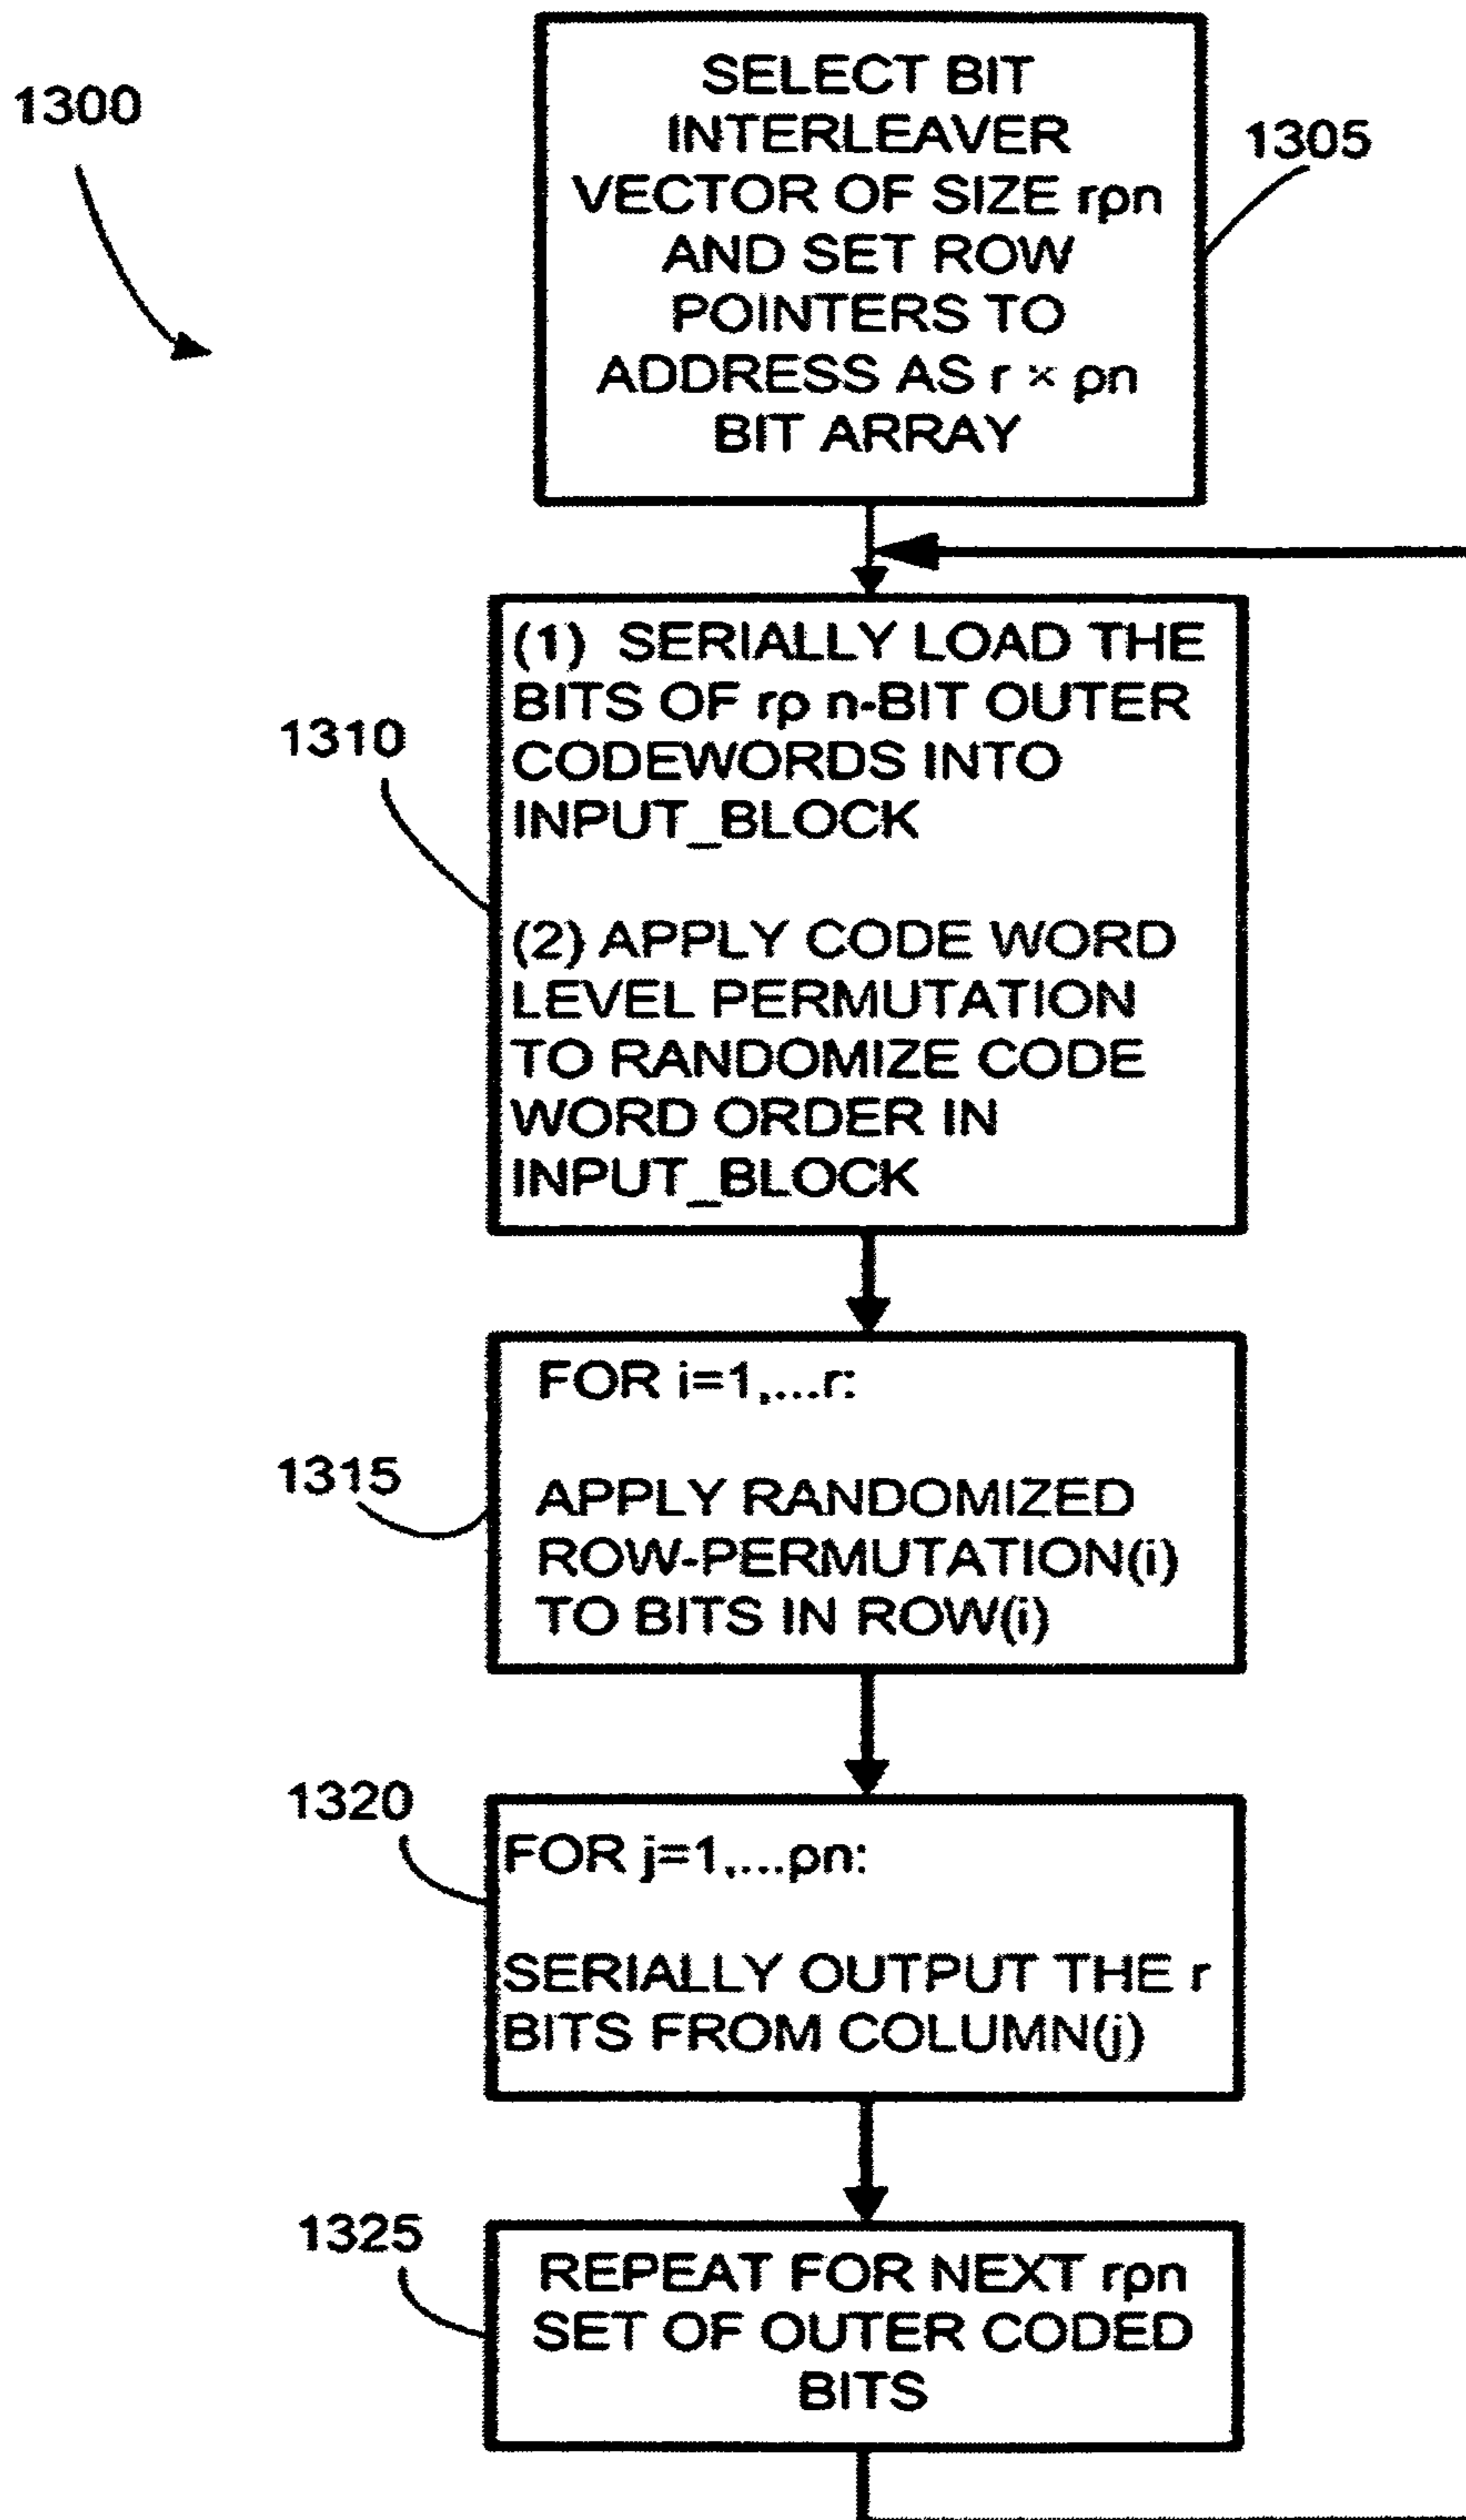 1300
SELECT BIT
INTERLEAVER
VECTOR OF SIZE rρn
AND SET ROW
POINTERS TO
ADDRESS AS r × ρn
BIT ARRAY
1305
(1) SERIALLY LOAD THE
BITS OF rρ n-BIT OUTER
CODEWORDS INTO
INPUT_BLOCK
(2) APPLY CODE WORD
LEVEL PERMUTATION
TO RANDOMIZE CODE
WORD ORDER IN
INPUT_BLOCK
1310
FOR i=1,...r:
APPLY RANDOMIZED
ROW-PERMUTATION(i)
TO BITS IN ROW(i)
1315
1320
FOR j=1,...ρn:
SERIALLY OUTPUT THE r
BITS FROM COLUMN(j)
1325
REPEAT FOR NEXT rρn
SET OF OUTER CODED
BITS